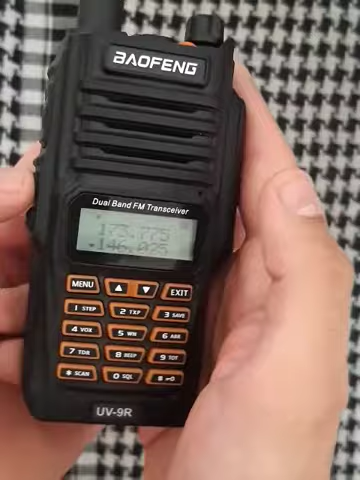 BAOFENG
Dual Band FM Transceiver
173.775
146.025
MENU ▲ ▼ EXIT
1 STEP 2 TXP 3 SAVE
4 VOX 5 WN 6 ABR
7 TDR 8 BEEP 9 TOT
* SCAN 0 SQL
UV-9R